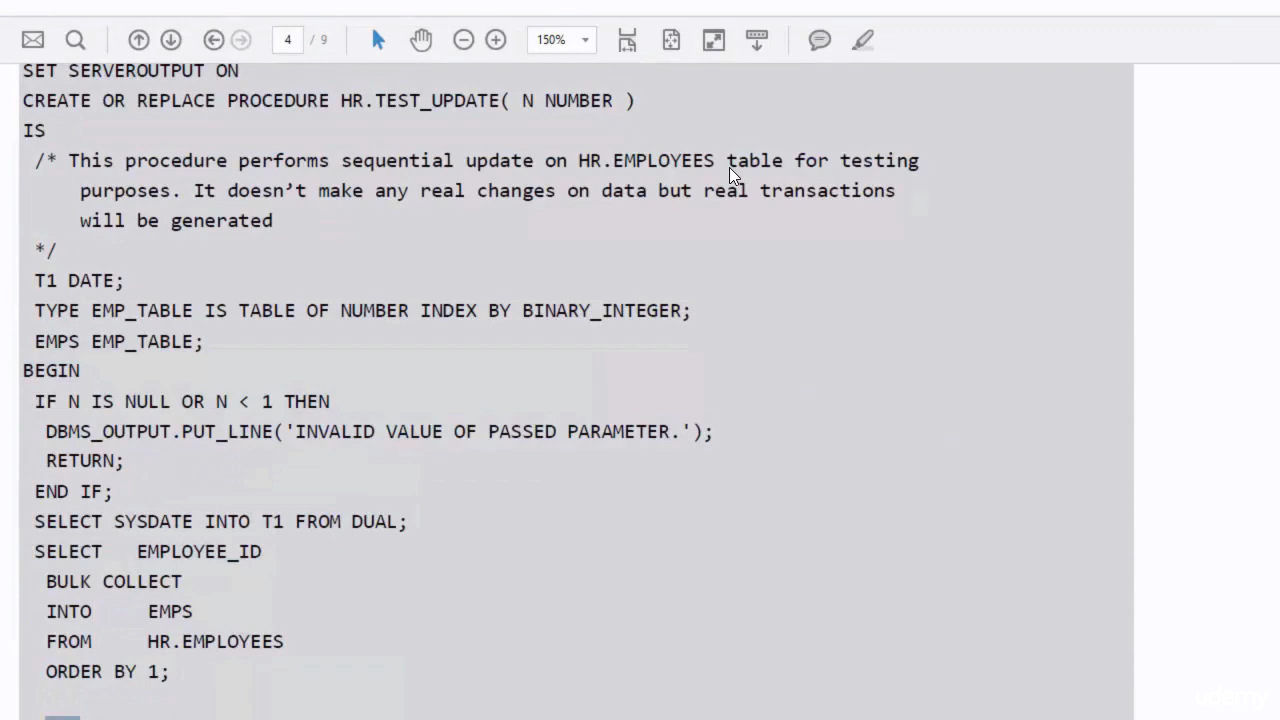 4 / 9 150%
SET SERVEROUTPUT ON
CREATE OR REPLACE PROCEDURE HR.TEST_UPDATE( N NUMBER )
IS
/* This procedure performs sequential update on HR.EMPLOYEES table for testing
purposes. It doesn’t make any real changes on data but real transactions
will be generated
*/
T1 DATE;
TYPE EMP_TABLE IS TABLE OF NUMBER INDEX BY BINARY_INTEGER;
EMPS EMP_TABLE;
BEGIN
IF N IS NULL OR N < 1 THEN
DBMS_OUTPUT.PUT_LINE('INVALID VALUE OF PASSED PARAMETER.');
RETURN;
END IF;
SELECT SYSDATE INTO T1 FROM DUAL;
SELECT EMPLOYEE_ID
BULK COLLECT
INTO EMPS
FROM HR.EMPLOYEES
ORDER BY 1;
udemy